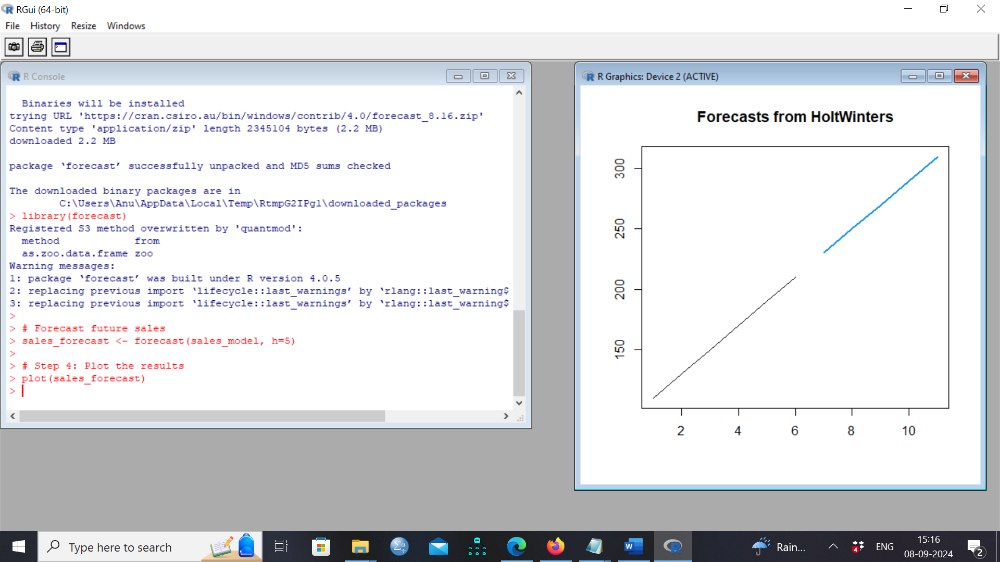 RGui (64-bit)
File History Resize Windows
R Console
Binaries will be installed
trying URL 'https://cran.csiro.au/bin/windows/contrib/4.0/forecast_8.16.zip'
Content type 'application/zip' length 2345104 bytes (2.2 MB)
downloaded 2.2 MB
package ‘forecast’ successfully unpacked and MD5 sums checked
The downloaded binary packages are in
C:\Users\Anu\AppData\Local\Temp\RtmpG2IPgl\downloaded_packages
> library(forecast)
Registered S3 method overwritten by 'quantmod':
method from
as.zoo.data.frame zoo
Warning messages:
1: package ‘forecast’ was built under R version 4.0.5
2: replacing previous import ‘lifecycle::last_warnings’ by ‘rlang::last_warning$
3: replacing previous import ‘lifecycle::last_warnings’ by ‘rlang::last_warning$
>
> # Forecast future sales
> sales_forecast <- forecast(sales_model, h=5)
>
> # Step 4: Plot the results
> plot(sales_forecast)
>
R Graphics: Device 2 (ACTIVE)
Forecasts from HoltWinters
300
250
200
150
2 4 6 8 10
Type here to search
Rain...
4
ENG
15:16
08-09-2024
2